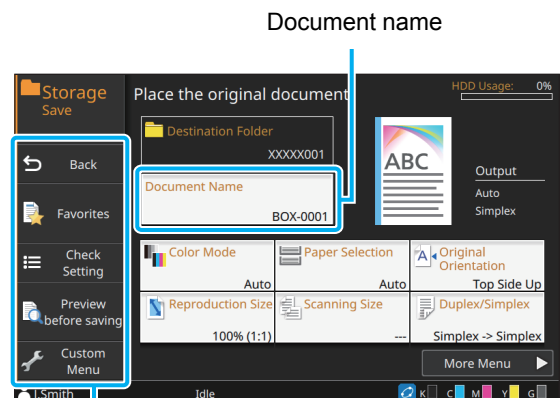 Document name
Storage
Save
Place the original document
HDD Usage: 0%
Destination Folder
XXXXX001
Document Name
BOX-0001
ABC
Output
Auto
Simplex
Back
Favorites
Check
Setting
Preview
before saving
Custom
Menu
Color Mode
Auto
Paper Selection
Auto
A
Original
Orientation
Top Side Up
Reproduction Size
100% (1:1)
Scanning Size
---
Duplex/Simplex
Simplex -> Simplex
More Menu
J.Smith
Idle
K C M Y G